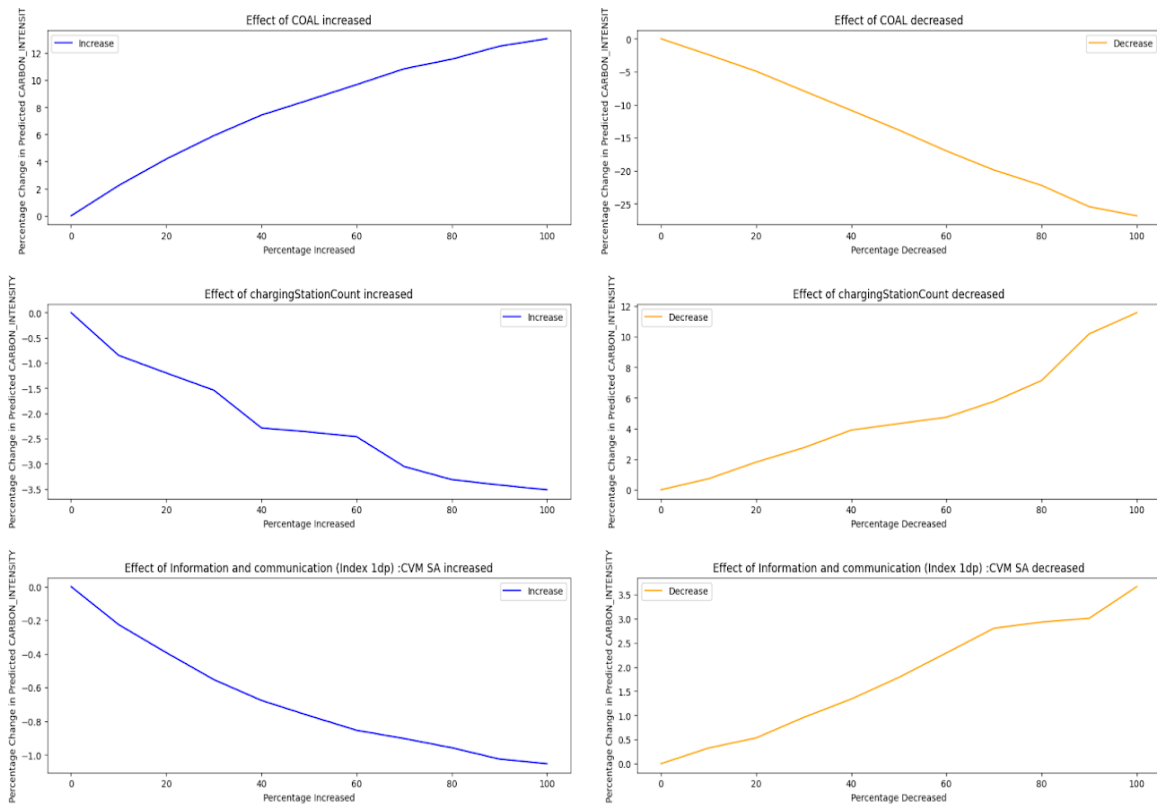 Effect of COAL increased
Percentage Change in Predicted CARBON_INTENSIT
Increase
12
10
8
6
4
2
0
0 20 40 60 80 100
Percentage Increased
Effect of COAL decreased
Percentage Change in Predicted CARBON_INTENSIT
Decrease
0
−5
−10
−15
−20
−25
0 20 40 60 80 100
Percentage Decreased
Effect of chargingStationCount increased
Percentage Change in Predicted CARBON_INTENSITY
Increase
0.0
−0.5
−1.0
−1.5
−2.0
−2.5
−3.0
−3.5
0 20 40 60 80 100
Percentage Increased
Effect of chargingStationCount decreased
Percentage Change in Predicted CARBON_INTENSITY
Decrease
12
10
8
6
4
2
0
0 20 40 60 80 100
Percentage Decreased
Effect of Information and communication (Index 1dp) :CVM SA increased
Percentage Change in Predicted CARBON_INTENSITY
Increase
0.0
−0.2
−0.4
−0.6
−0.8
−1.0
0 20 40 60 80 100
Percentage Increased
Effect of Information and communication (Index 1dp) :CVM SA decreased
Percentage Change in Predicted CARBON_INTENSITY
Decrease
3.5
3.0
2.5
2.0
1.5
1.0
0.5
0.0
0 20 40 60 80 100
Percentage Decreased